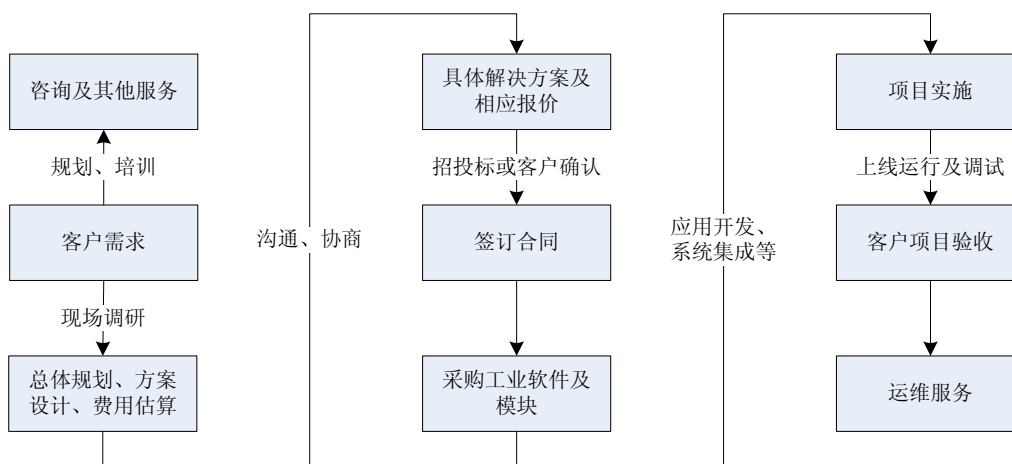 咨询及其他服务
规划、培训
客户需求
现场调研
总体规划、方案
设计、费用估算
沟通、协商
具体解决方案及
相应报价
招投标或客户确认
签订合同
采购工业软件及
模块
应用开发、
系统集成等
项目实施
上线运行及调试
客户项目验收
运维服务